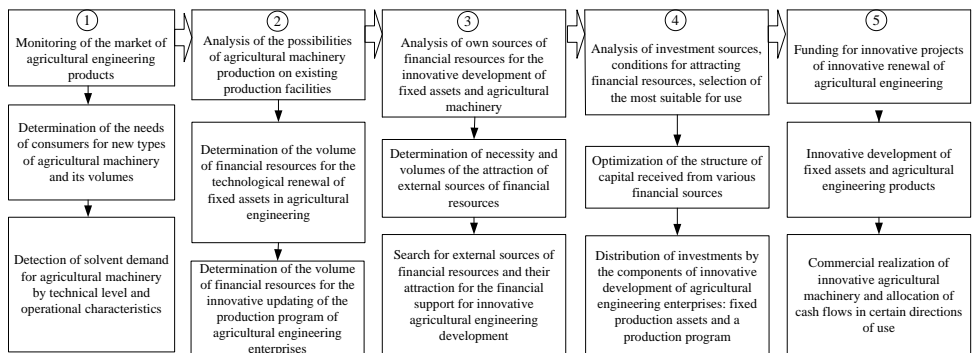 1
Monitoring of the market of
agricultural engineering
products
Determination of the needs
of consumers for new types
of agricultural machinery
and its volumes
Detection of solvent demand
for agricultural machinery
by technical level and
operational characteristics
2
Analysis of the possibilities
of agricultural machinery
production on existing
production facilities
Determination of the volume
of financial resources for the
technological renewal of
fixed assets in agricultural
engineering
Determination of the volume
of financial resources for the
innovative updating of the
production program of
agricultural engineering
enterprises
3
Analysis of own sources of
financial resources for the
innovative development of
fixed assets and agricultural
machinery
Determination of necessity and
volumes of the attraction of
external sources of financial
resources
Search for external sources of
financial resources and their
attraction for the financial
support for innovative
agricultural engineering
development
4
Analysis of investment sources,
conditions for attracting
financial resources, selection of
the most suitable for use
Optimization of the structure of
capital received from various
financial sources
Distribution of investments by
the components of innovative
development of agricultural
engineering enterprises: fixed
production assets and a
production program
5
Funding for innovative projects
of innovative renewal of
agricultural engineering
Innovative development of
fixed assets and agricultural
engineering products
Commercial realization of
innovative agricultural
machinery and allocation of
cash flows in certain directions
of use